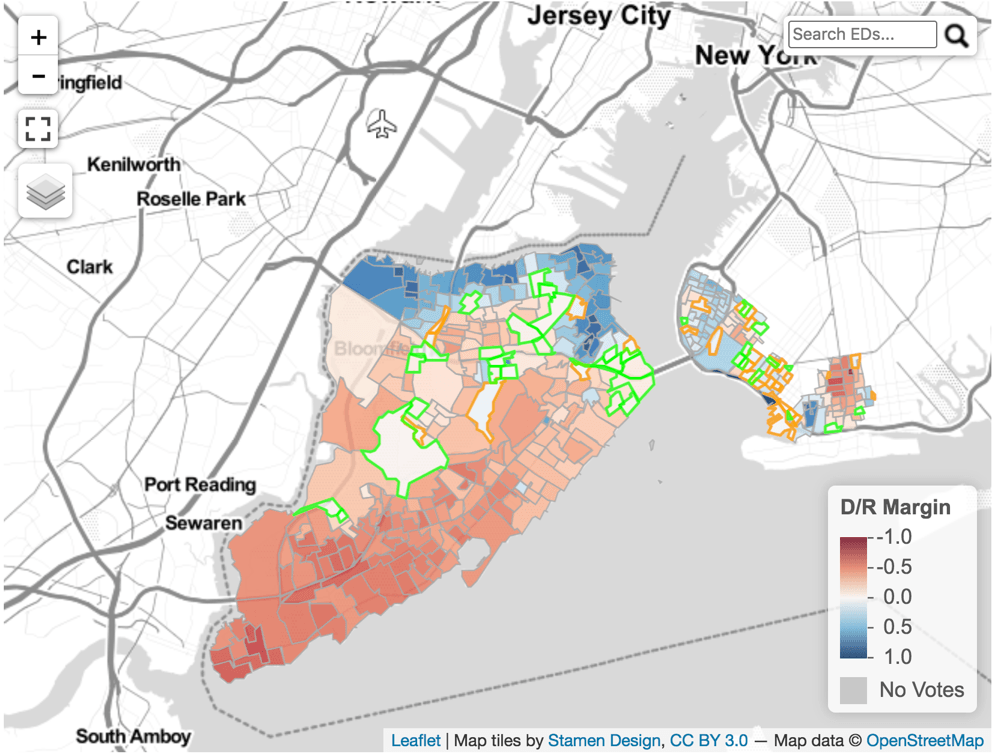 Jersey City
Search EDs...
New York
+
-
ringfield
Kenilworth
Roselle Park
Clark
Port Reading
Sewaren
D/R Margin
-1.0
-0.5
0.0
0.5
1.0
No Votes
South Amboy
Leaflet | Map tiles by Stamen Design, CC BY 3.0 — Map data © OpenStreetMap